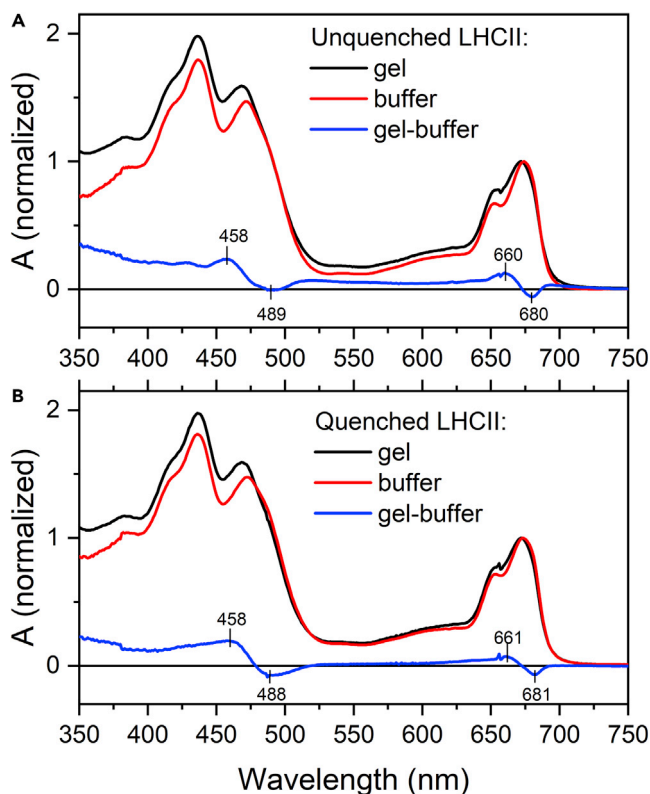 A
Unquenched LHCII:
gel
buffer
gel-buffer
A (normalized)
2
1
0
458
489
660
680
350 400 450 500 550 600 650 700 750
B
Quenched LHCII:
gel
buffer
gel-buffer
A (normalized)
2
1
0
458
488
661
681
350 400 450 500 550 600 650 700 750
Wavelength (nm)